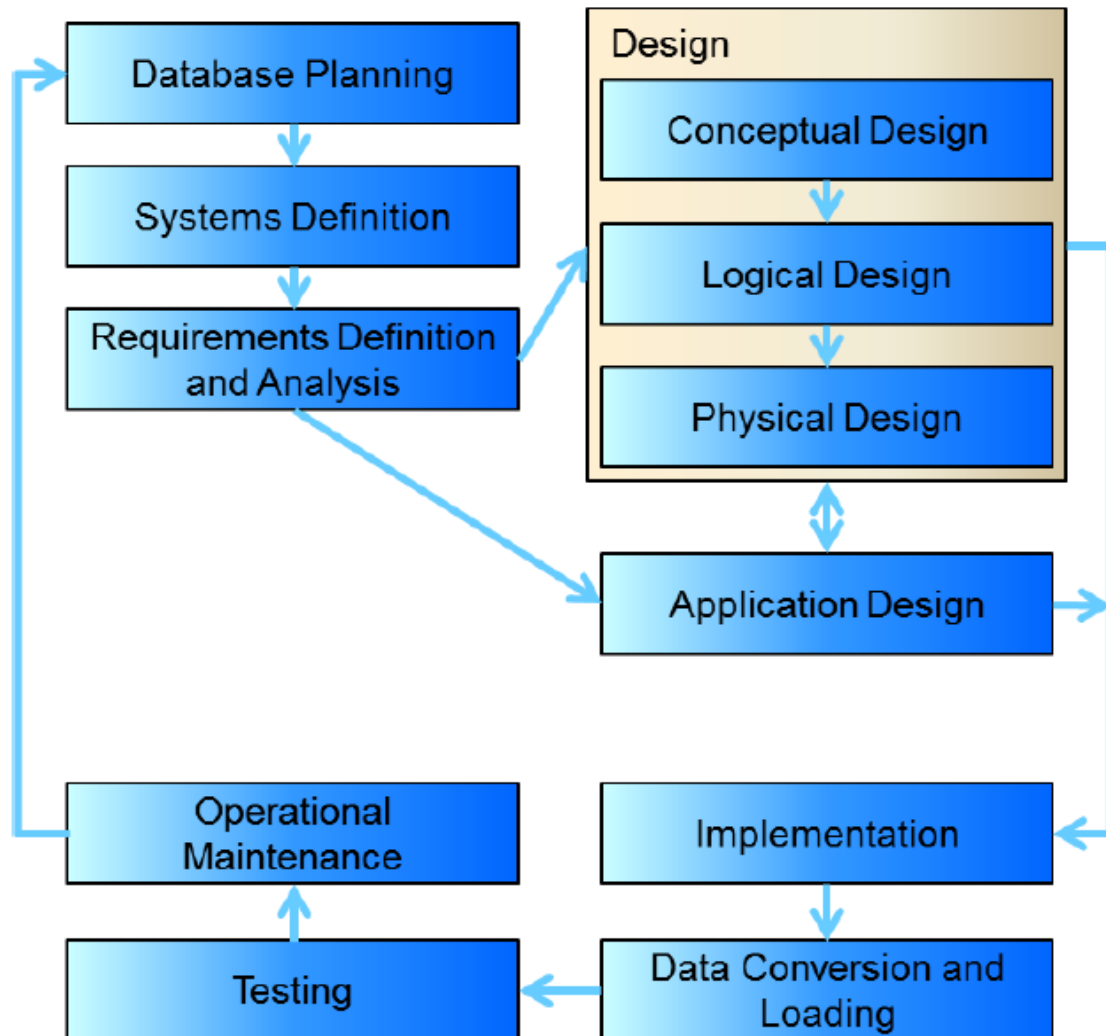 Database Planning
Systems Definition
Requirements Definition
and Analysis
Design
Conceptual Design
Logical Design
Physical Design
Application Design
Operational
Maintenance
Implementation
Testing
Data Conversion and
Loading